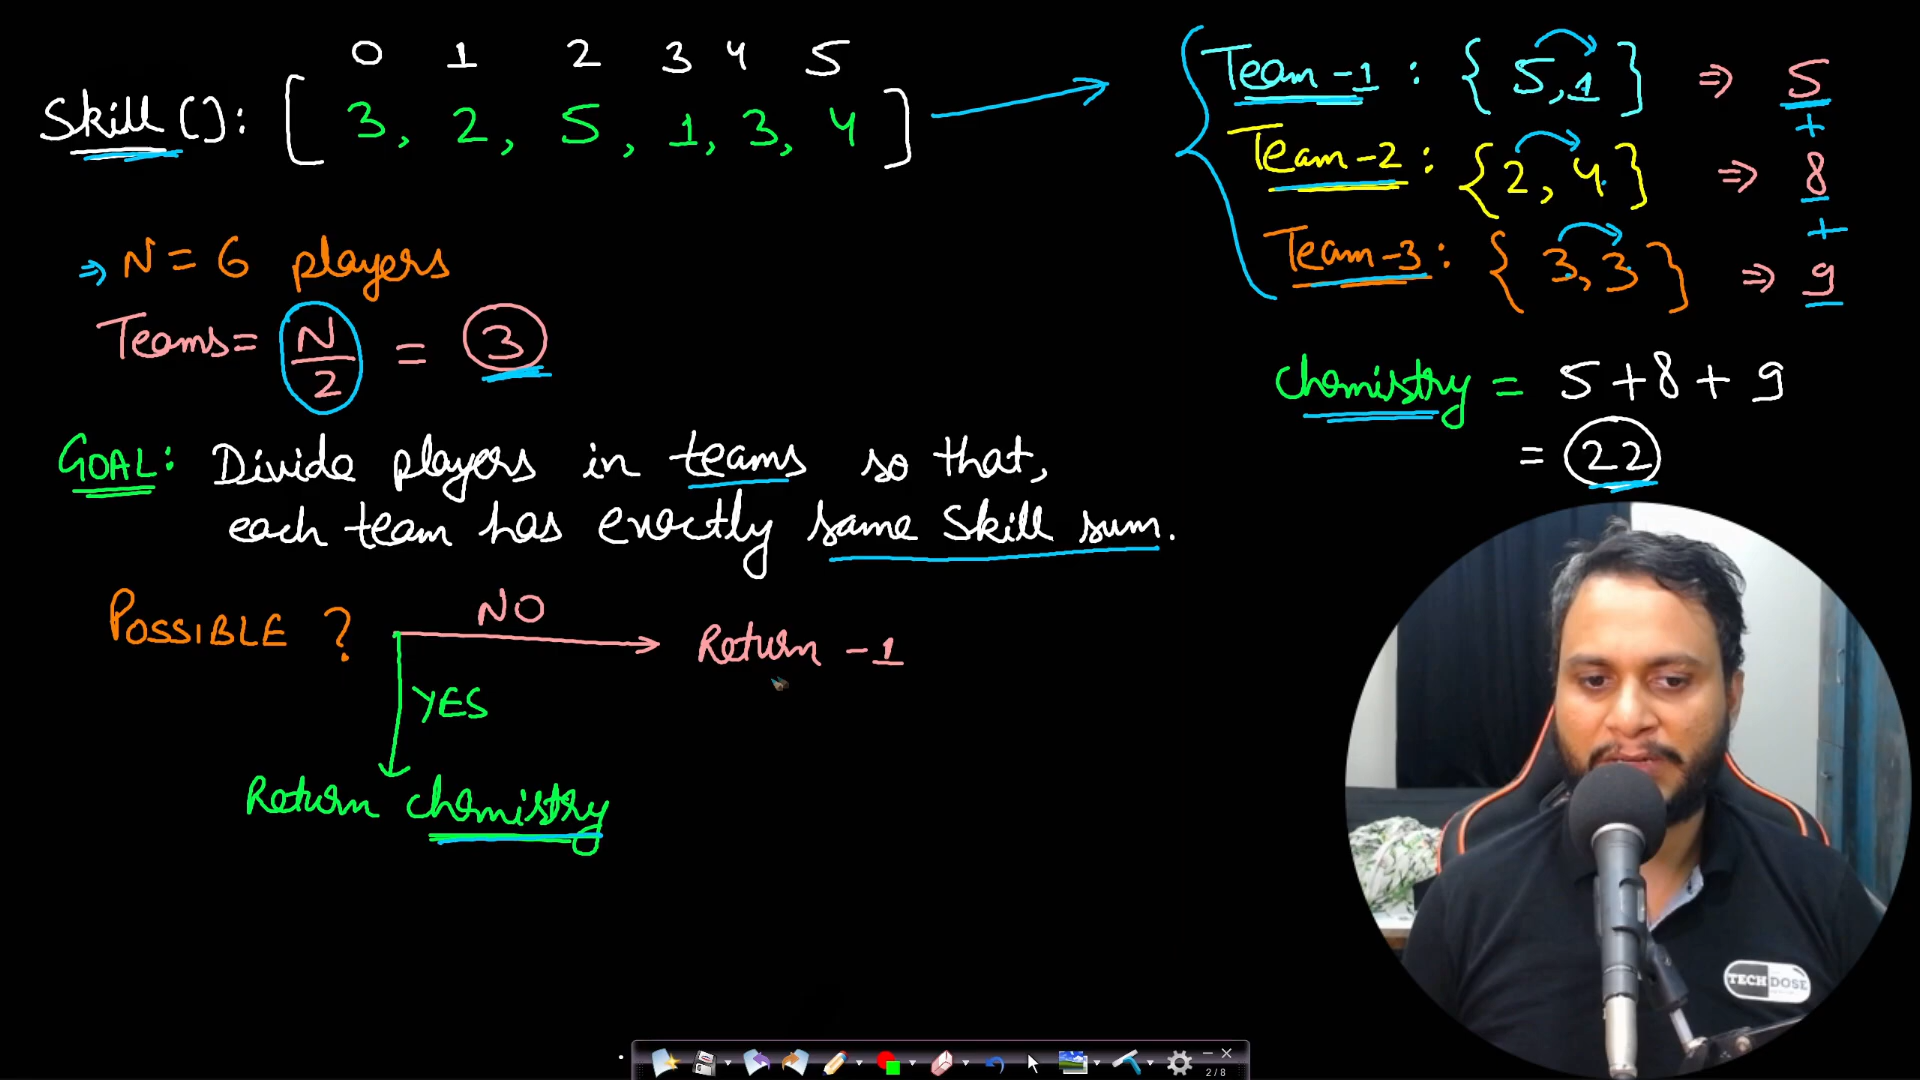 0 1 2 3 4 5
Skill(): [ 3, 2, 5, 1, 3, 4 ]
⇒ N = 6 players
Teams = N/2 = 3
GOAL: Divide players in teams so that,
each team has exactly same skill sum.
POSSIBLE ?
NO
Return -1
YES
Return chemistry
Team-1 : { 5, 1 } ⇒ 5
+
Team-2 : { 2, 4 } ⇒ 8
+
Team-3 : { 3, 3 } ⇒ 9
chemistry = 5 + 8 + 9
= 22
TECH DOSE
2 / 8